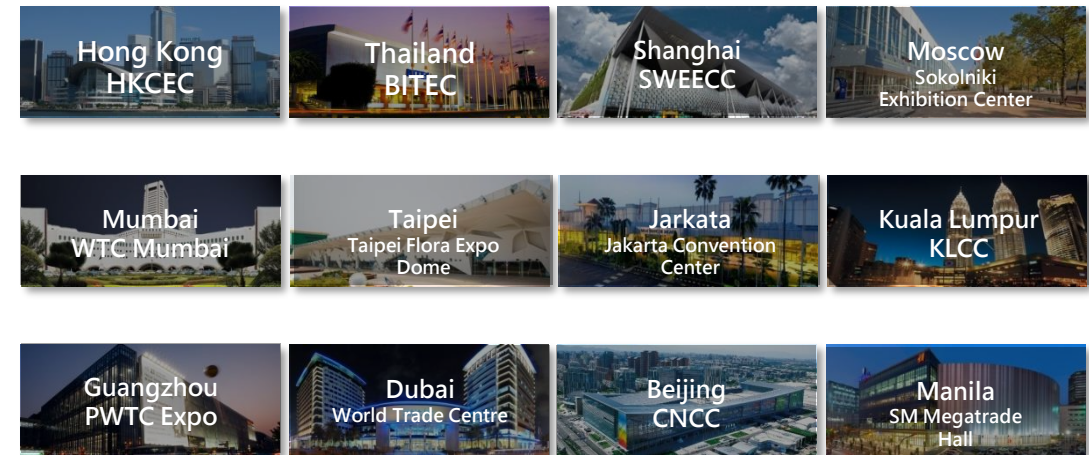 Hong Kong
HKCEC
Thailand
BITEC
Shanghai
SWEECC
Moscow
Sokolniki
Exhibition Center
Mumbai
WTC Mumbai
Taipei
Taipei Flora Expo
Dome
Jarkata
Jakarta Convention
Center
Kuala Lumpur
KLCC
Guangzhou
PWTC Expo
Dubai
World Trade Centre
Beijing
CNCC
Manila
SM Megatrade
Hall